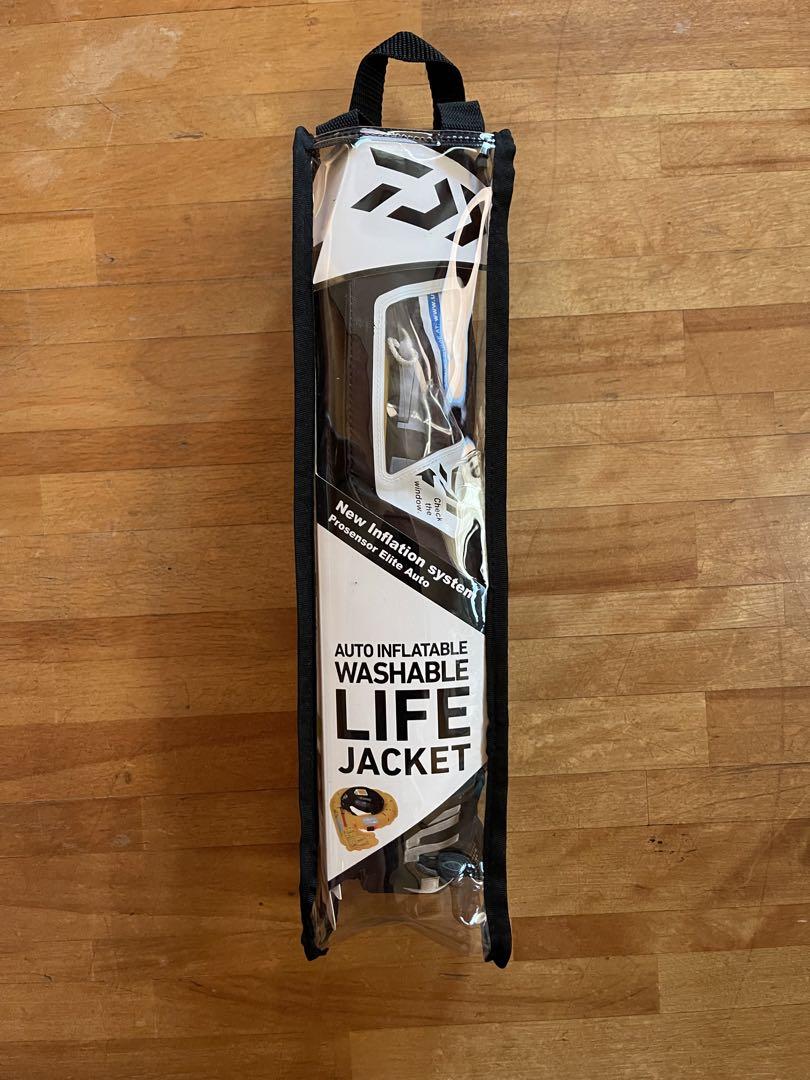 Check
the
window.
New Inflation system
Prosensor Elite Auto
AUTO INFLATABLE
WASHABLE
LIFE
JACKET